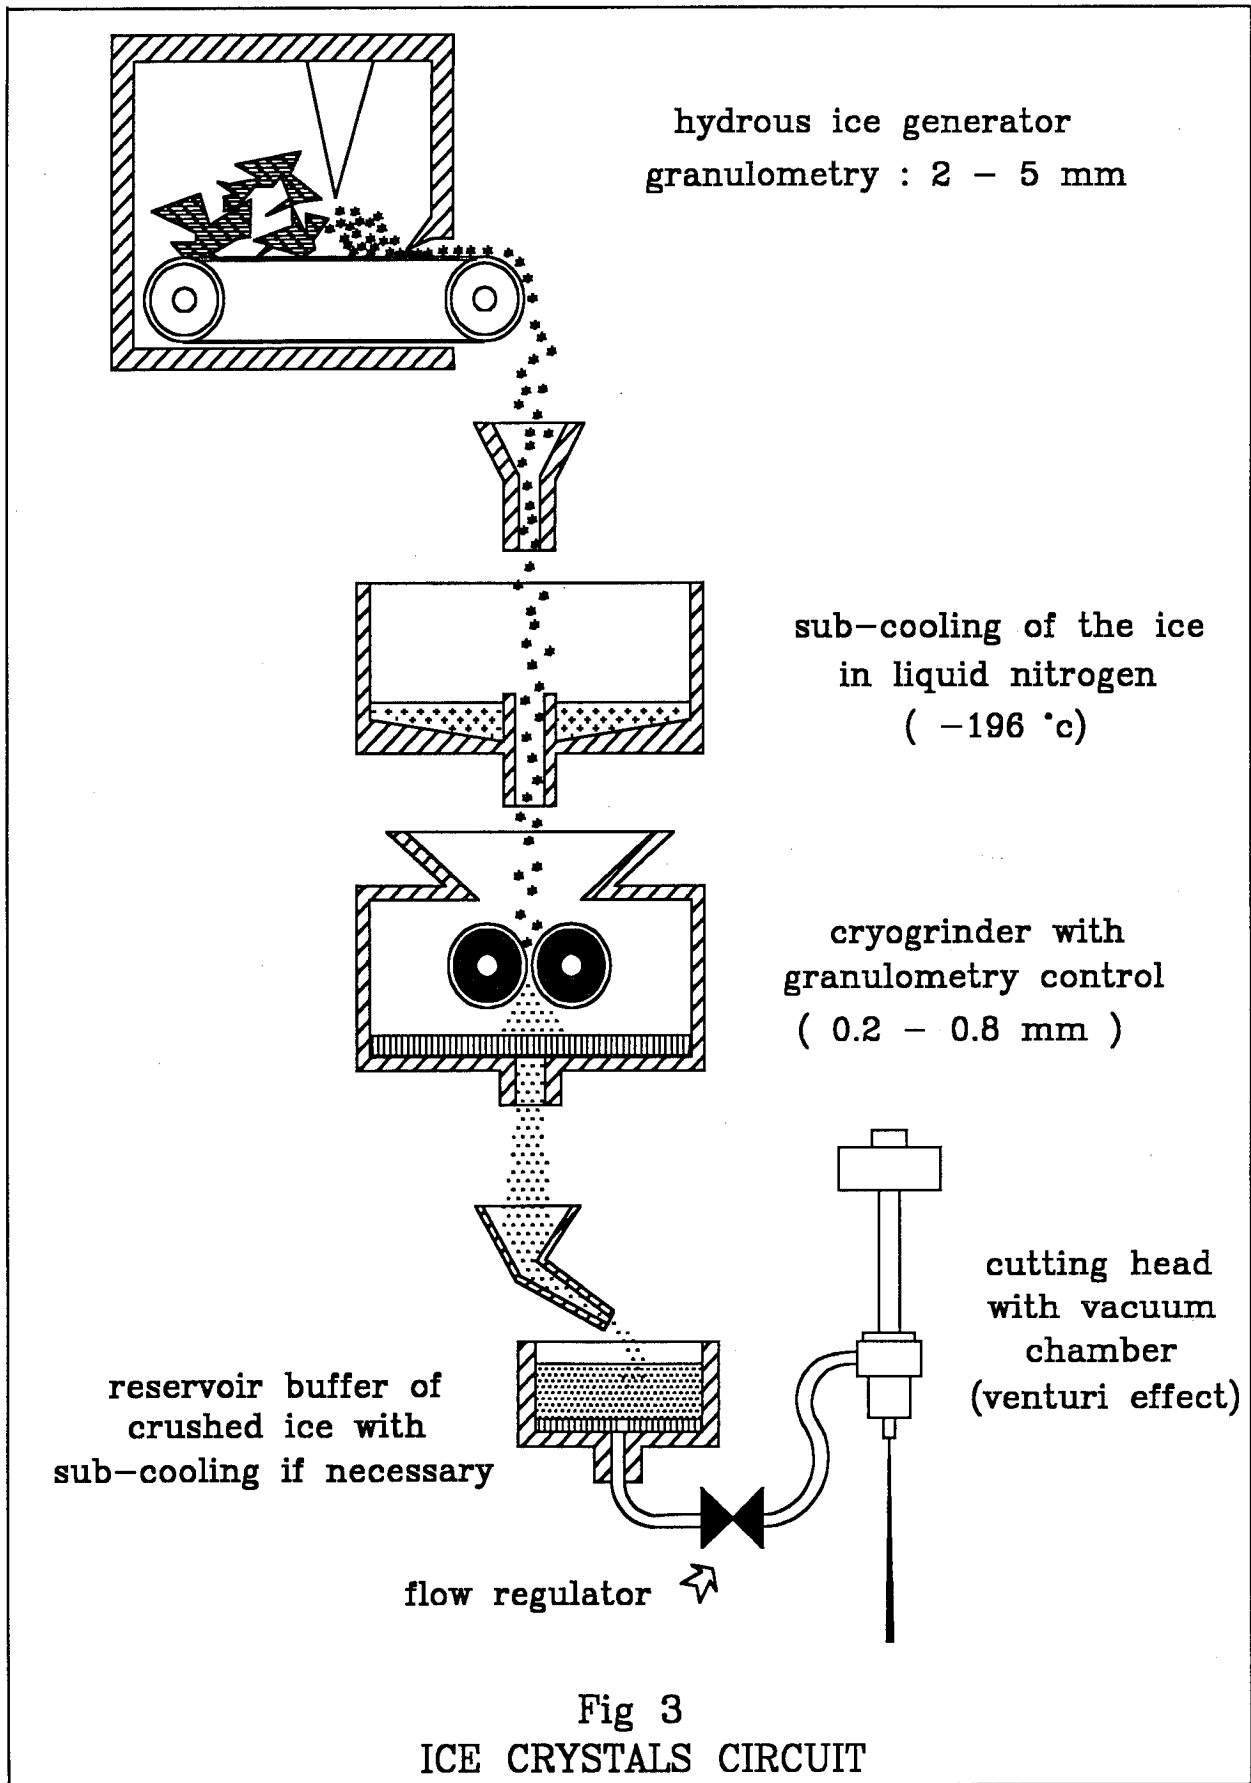 hydrous ice generator
granulometry : 2 – 5 mm
sub–cooling of the ice
in liquid nitrogen
( –196 °c)
cryogrinder with
granulometry control
( 0.2 – 0.8 mm )
cutting head
with vacuum
chamber
(venturi effect)
reservoir buffer of
crushed ice with
sub–cooling if necessary
flow regulator
Fig 3
ICE CRYSTALS CIRCUIT